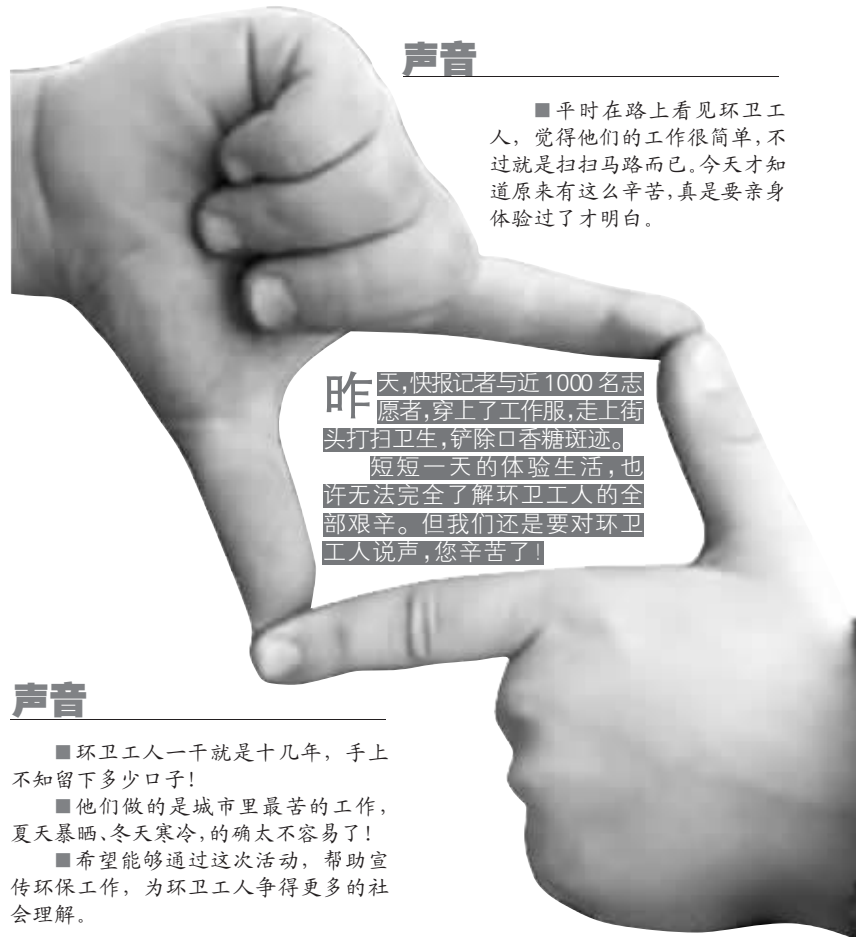 声音
■平时在路上看见环卫工
人，觉得他们的工作很简单，不
过就是扫扫马路而已。今天才知
道原来有这么辛苦，真是要亲身
体验过了才明白。
昨天，快报记者与近1000名志
愿者，穿上了工作服，走上街
头打扫卫生，铲除口香糖斑迹。
短短一天的体验生活，也
许无法完全了解环卫工人的全
部艰辛。但我们还是要对环卫
工人说声，您辛苦了！
声音
■环卫工人一干就是十几年，手上
不知留下多少口子！
■他们做的是城市里最苦的工作，
夏天暴晒、冬天寒冷，的确太不容易了！
■希望能够通过这次活动，帮助宣
传环保工作，为环卫工人争得更多的社
会理解。